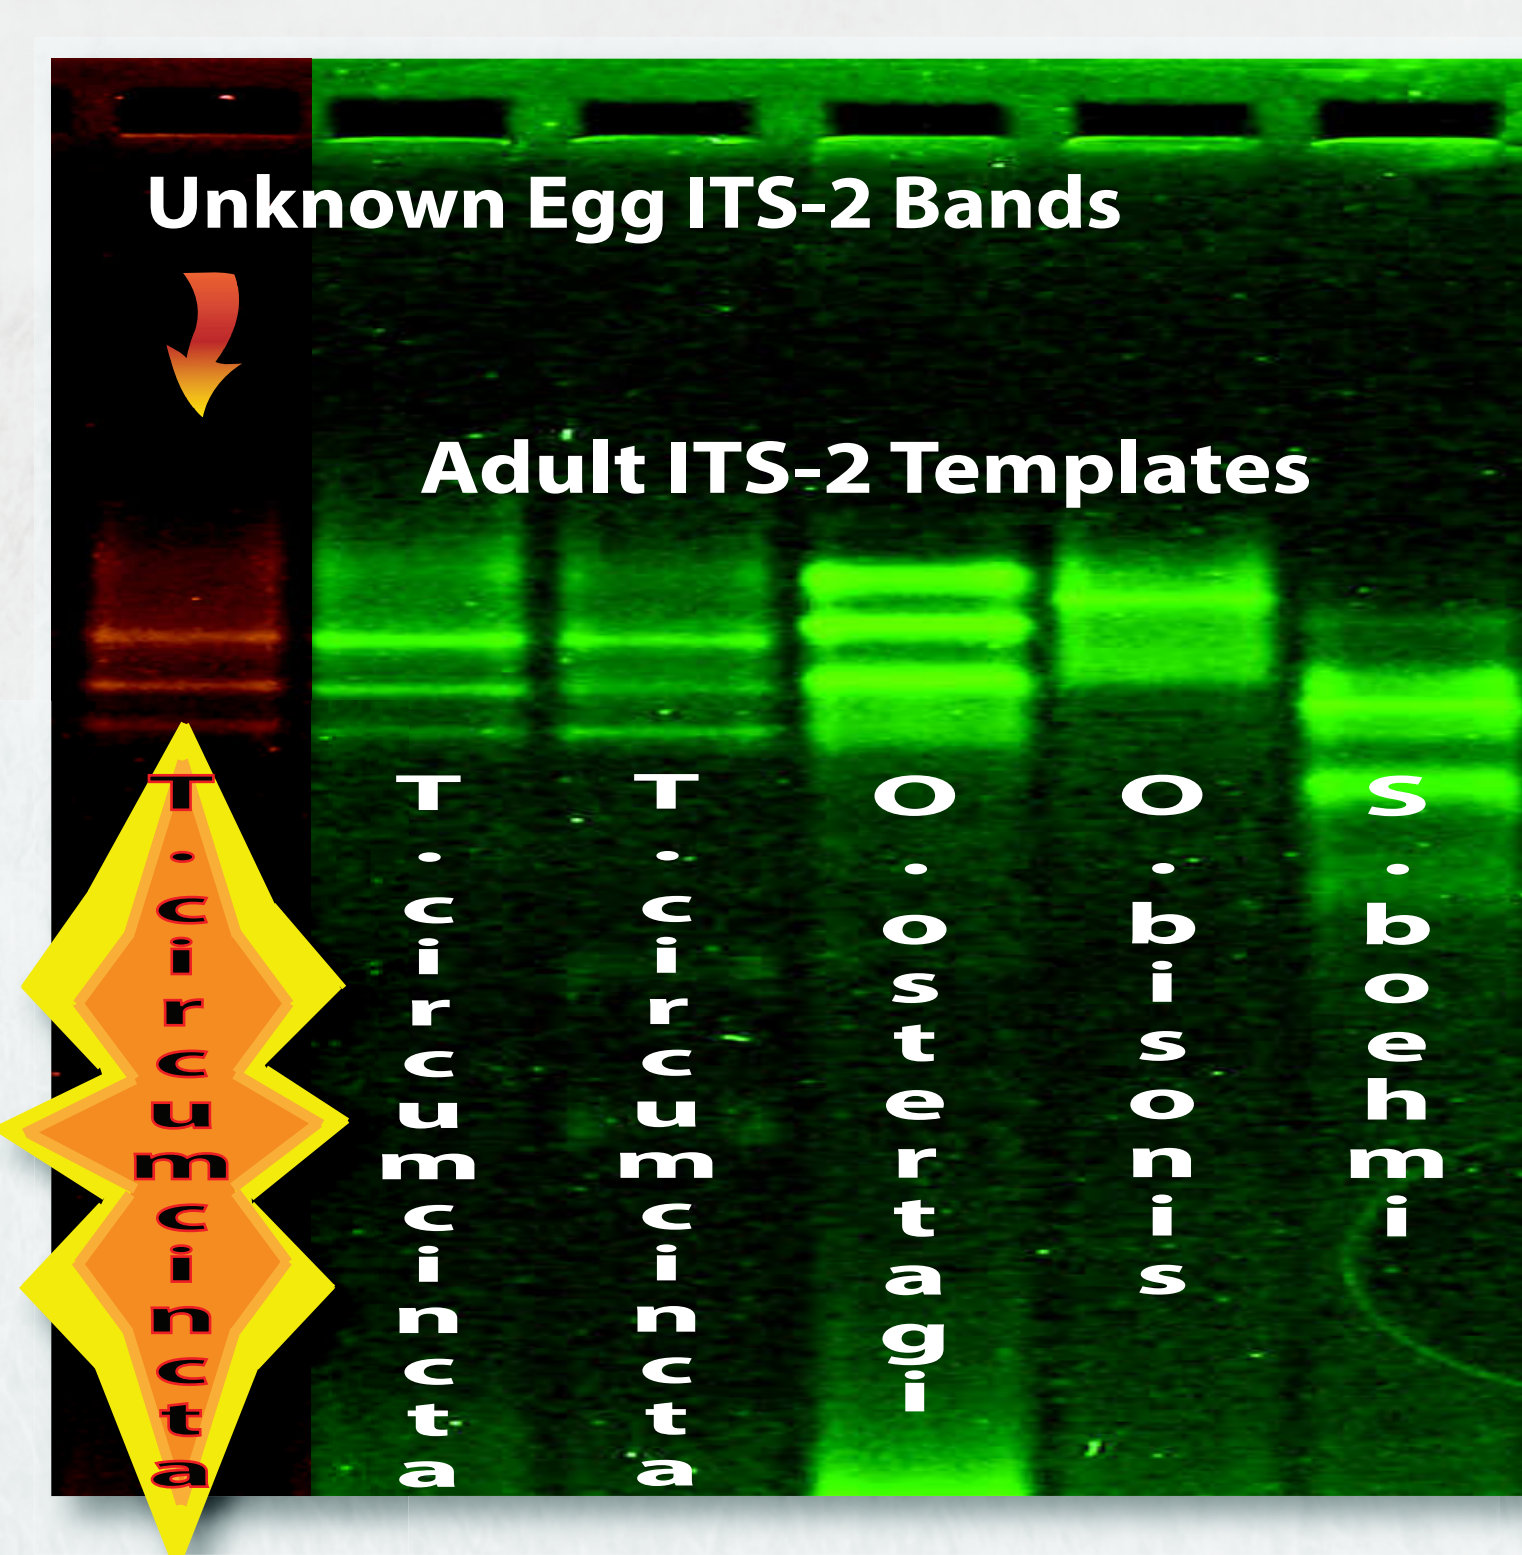 Unknown Egg ITS-2 Bands
Adult ITS-2 Templates
T.circumcincta
T.circumcincta
T.circumcincta
O.ostertagi
O.bisonis
S.boehmi